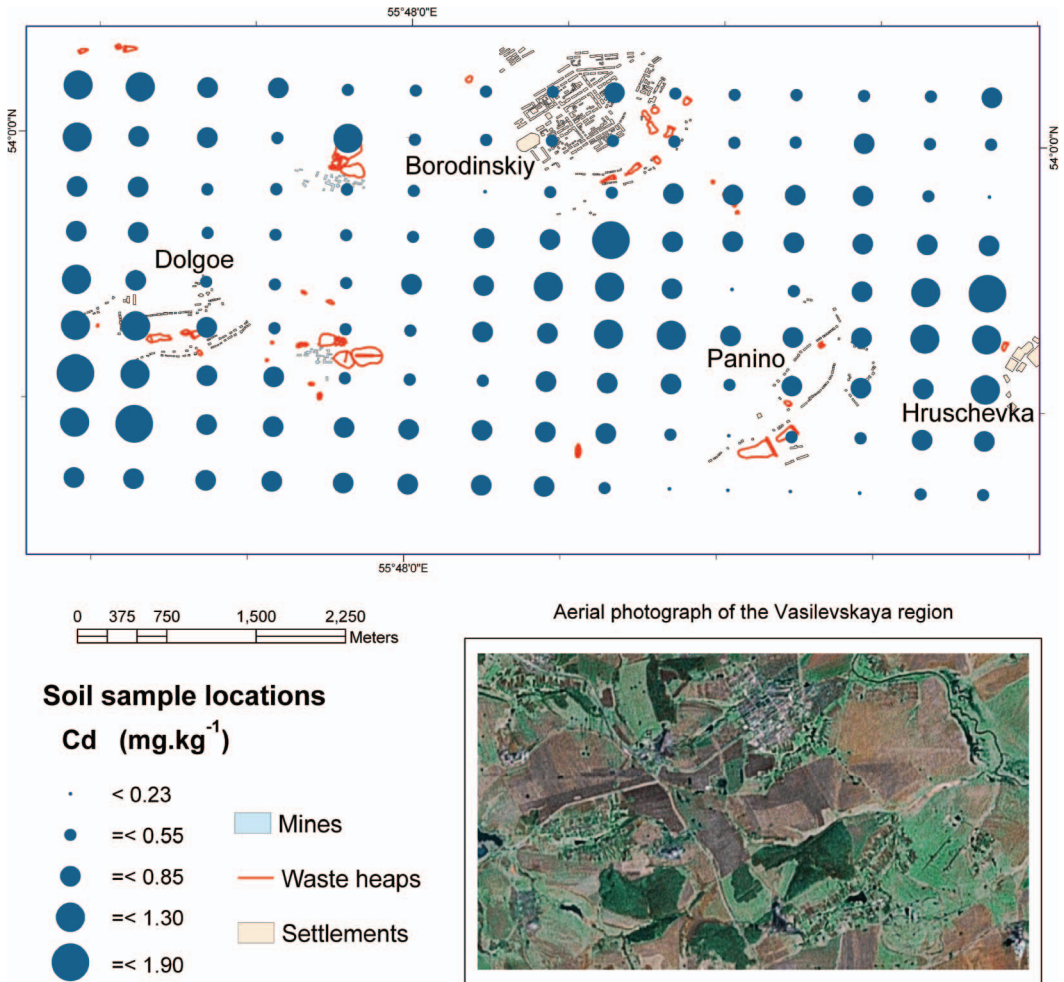 55°48'0"E
54°0'0"N
54°0'0"N
Borodinskiy
Dolgoe
Panino
Hruschevka
55°48'0"E
0 375 750 1,500 2,250
Meters
Aerial photograph of the Vasilevskaya region
Soil sample locations
Cd (mg.kg⁻¹)
< 0.23
=< 0.55
=< 0.85
=< 1.30
=< 1.90
Mines
Waste heaps
Settlements